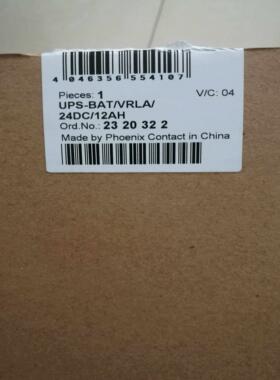 4 046356 554107
Pieces: 1 V/C: 04
UPS-BAT/VRLA/
24DC/12AH
Ord.No.: 23 20 32 2
Made by Phoenix Contact in China